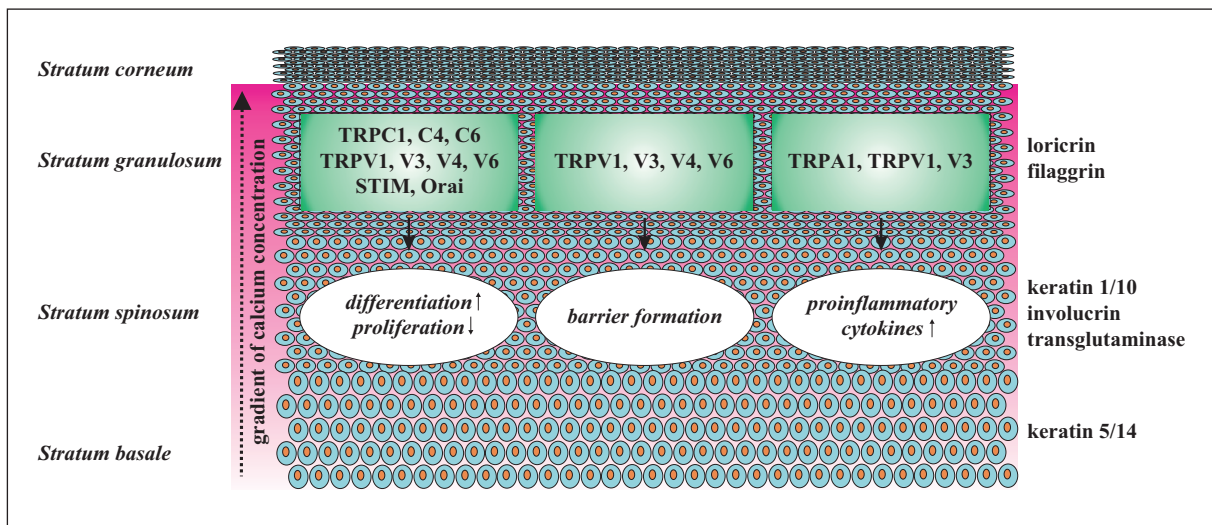 Stratum corneum
gradient of calcium concentration
Stratum granulosum
TRPC1, C4, C6
TRPV1, V3, V4, V6
STIM, Orai
TRPV1, V3, V4, V6
TRPA1, TRPV1, V3
loricrin
filaggrin
Stratum spinosum
differentiation ↑
proliferation ↓
barrier formation
proinflammatory
cytokines ↑
keratin 1/10
involucrin
transglutaminase
Stratum basale
keratin 5/14